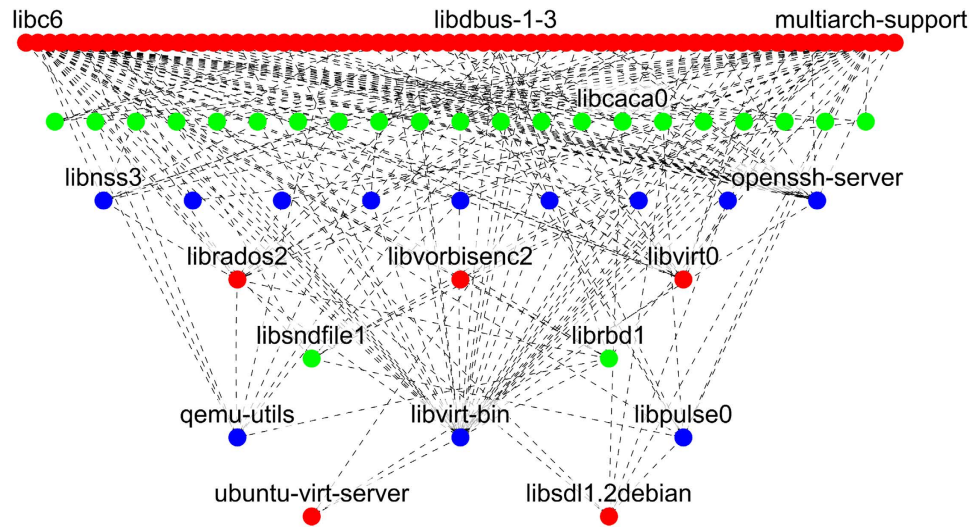 libc6 libdbus-1-3 multiarch-support
libcaca0
libnss3 openssh-server
librados2 libvorbisenc2 libvirt0
libsndfile1 librbd1
qemu-utils libvirt-bin libpulse0
ubuntu-virt-server libsdl1.2debian